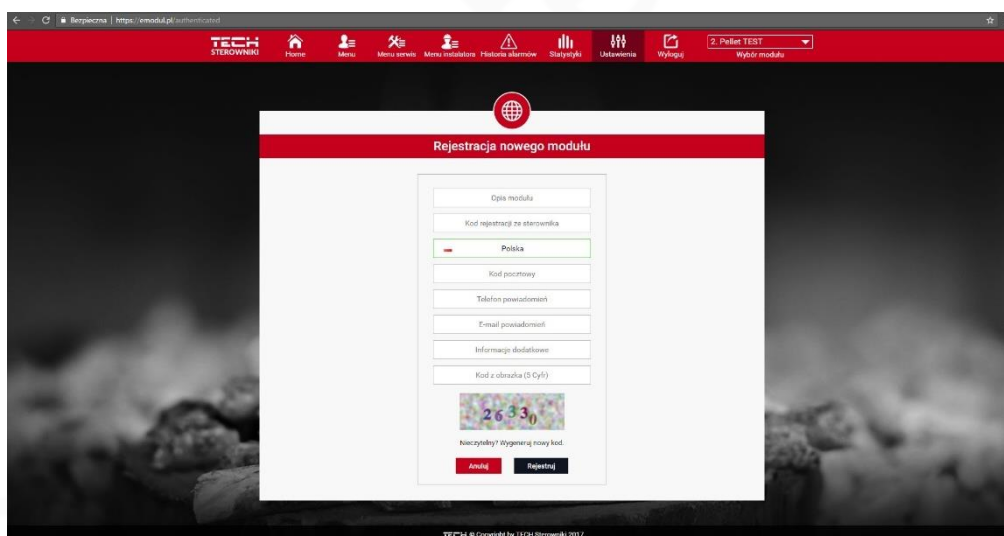 Bezpieczna | https://emodul.pl/authenticated
TECH STEROWNIKI
Home Menu Menu serwis Menu instalatora Historia alarmów Statystyki Ustawienia Wyloguj
2. Pellet TEST
Wybór modułu
Rejestracja nowego modułu
Opis modułu
Kod rejestracji ze sterownika
Polska
Kod pocztowy
Telefon powiadomień
E-mail powiadomień
Informacje dodatkowe
Kod z obrazka (5 Cyfr)
26330
Nieczytelny? Wygeneruj nowy kod.
Anuluj Rejestruj
TECH © Copyright by TECH Sterowniki 2017